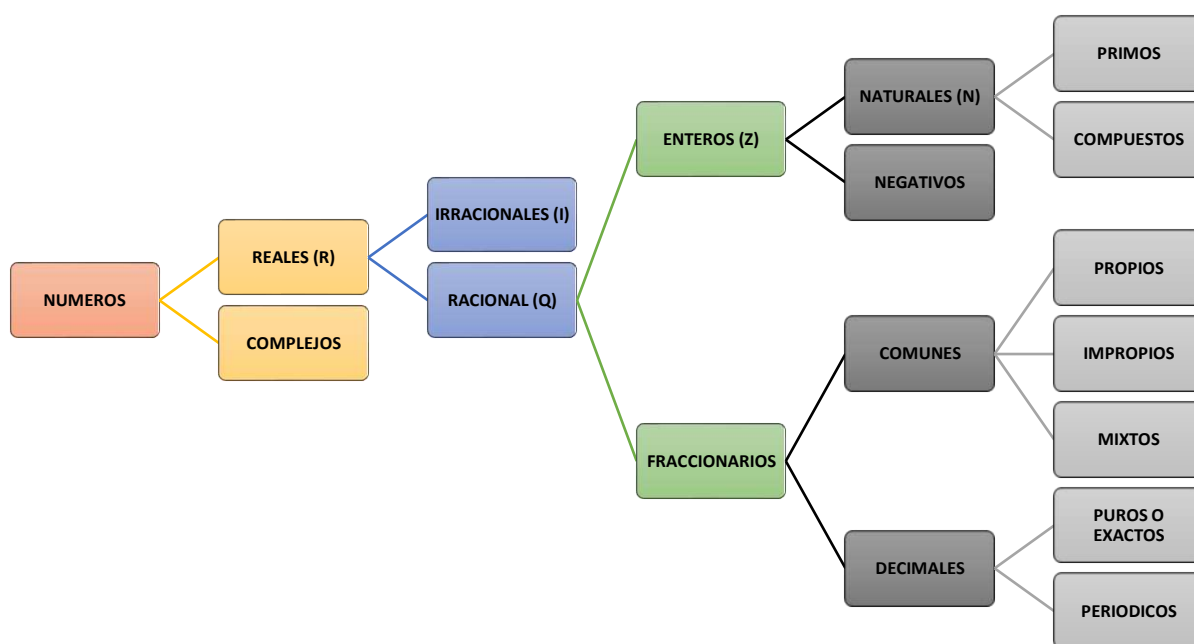 NUMEROS
REALES (R)
COMPLEJOS
IRRACIONALES (I)
RACIONAL (Q)
ENTEROS (Z)
FRACCIONARIOS
NATURALES (N)
NEGATIVOS
COMUNES
DECIMALES
PRIMOS
COMPUESTOS
PROPIOS
IMPROPIOS
MIXTOS
PUROS O
EXACTOS
PERIODICOS